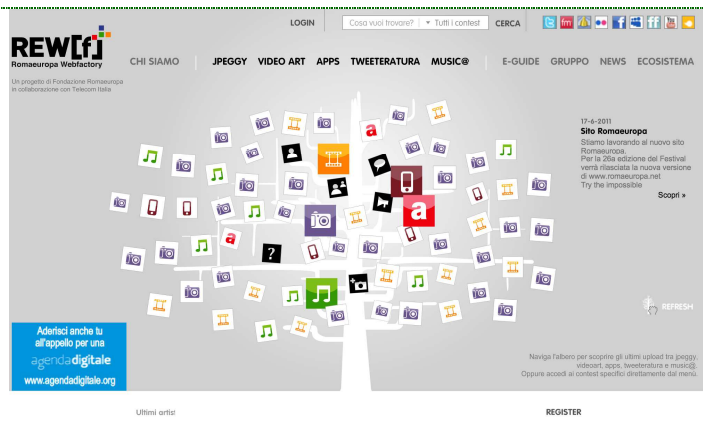 LOGIN
Cosa vuoi trovare?
Tutti i contest
CERCA
REW[f]
Romaeuropa Webfactory
Un progetto di Fondazione Romaeuropa
in collaborazione con Telecom Italia
CHI SIAMO
JPEGGY VIDEO ART APPS TWEETERATURA MUSIC@
E-GUIDE GRUPPO NEWS ECOSISTEMA
17-6-2011
Sito Romaeuropa
Stiamo lavorando al nuovo sito
Romaeuropa.
Per la 26a edizione del Festival
verrà rilasciata la nuova versione
di www.romaeuropa.net
Try the impossible
Scopri »
a
a
a
?
REFRESH
Aderisci anche tu
all'appello per una
agendadigitale
www.agendadigitale.org
Naviga l'albero per scoprire gli ultimi upload tra jpeggy,
videoart, apps, tweeteratura e music@.
Oppure accedi ai contest specifici direttamente dal menù.
Ultimi artis
REGISTER